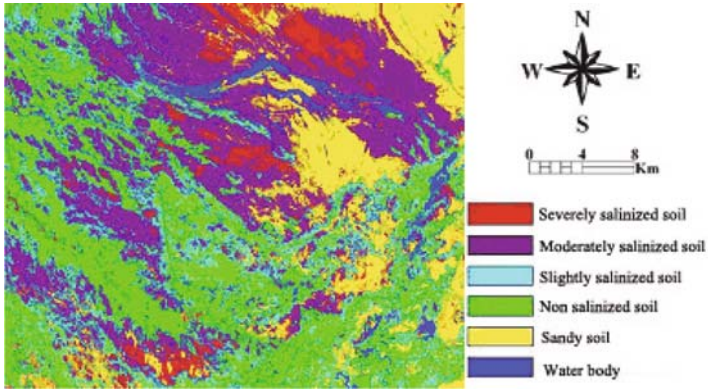 N
W E
S
0 4 8
Km
Severely salinized soil
Moderately salinized soil
Slightly salinized soil
Non salinized soil
Sandy soil
Water body